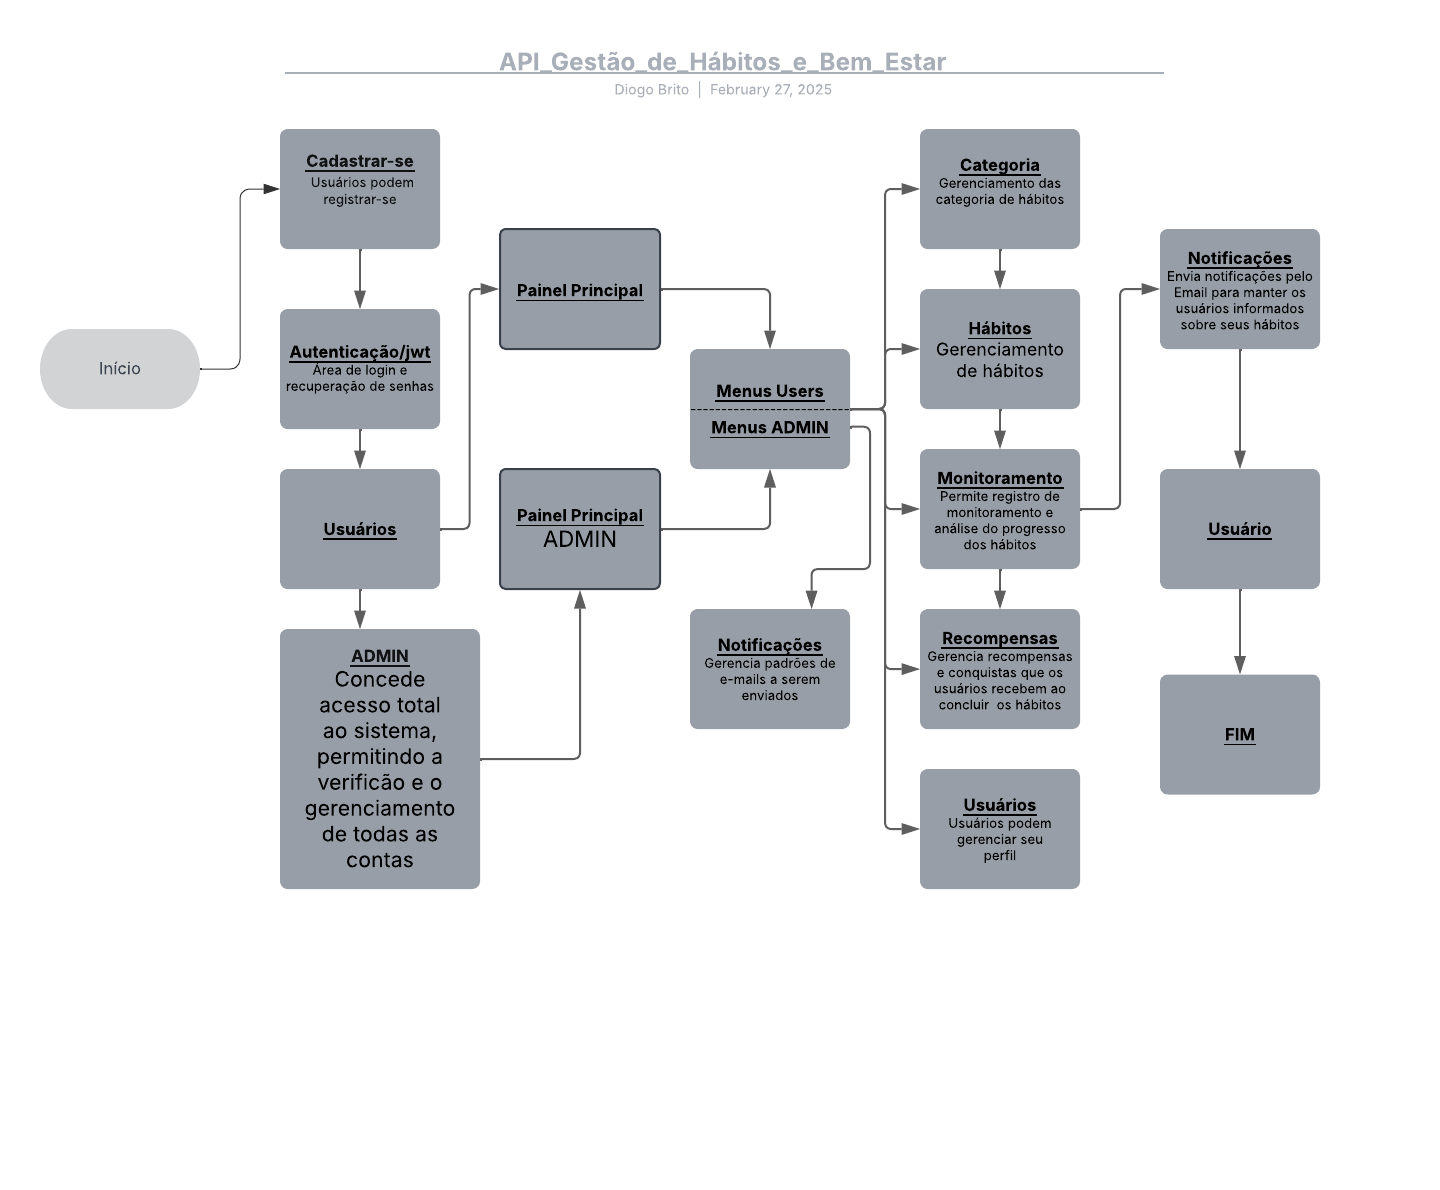 API_Gestão_de_Hábitos_e_Bem_Estar
Diogo Brito | February 27, 2025
Início
Cadastrar-se
Usuários podem
registrar-se
Autenticação/jwt
Área de login e
recuperação de senhas
Usuários
ADMIN
Concede
acesso total
ao sistema,
permitindo a
verificão e o
gerenciamento
de todas as
contas
Painel Principal
Painel Principal
ADMIN
Menus Users
Menus ADMIN
Notificações
Gerencia padrões de
e-mails a serem
enviados
Categoria
Gerenciamento das
categoria de hábitos
Hábitos
Gerenciamento
de hábitos
Monitoramento
Permite registro de
monitoramento e
análise do progresso
dos hábitos
Recompensas
Gerencia recompensas
e conquistas que os
usuários recebem ao
concluir os hábitos
Usuários
Usuários podem
gerenciar seu
perfil
Notificações
Envia notificações pelo
Email para manter os
usuários informados
sobre seus hábitos
Usuário
FIM